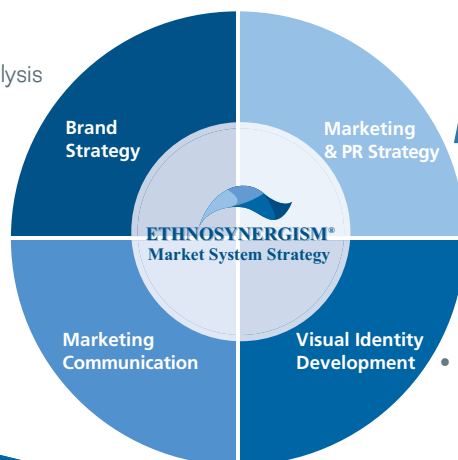 lysis
Brand
Strategy
Marketing
& PR Strategy
ETHNOSYNERGISM®
Market System Strategy
Marketing
Communication
Visual Identity
Development
•